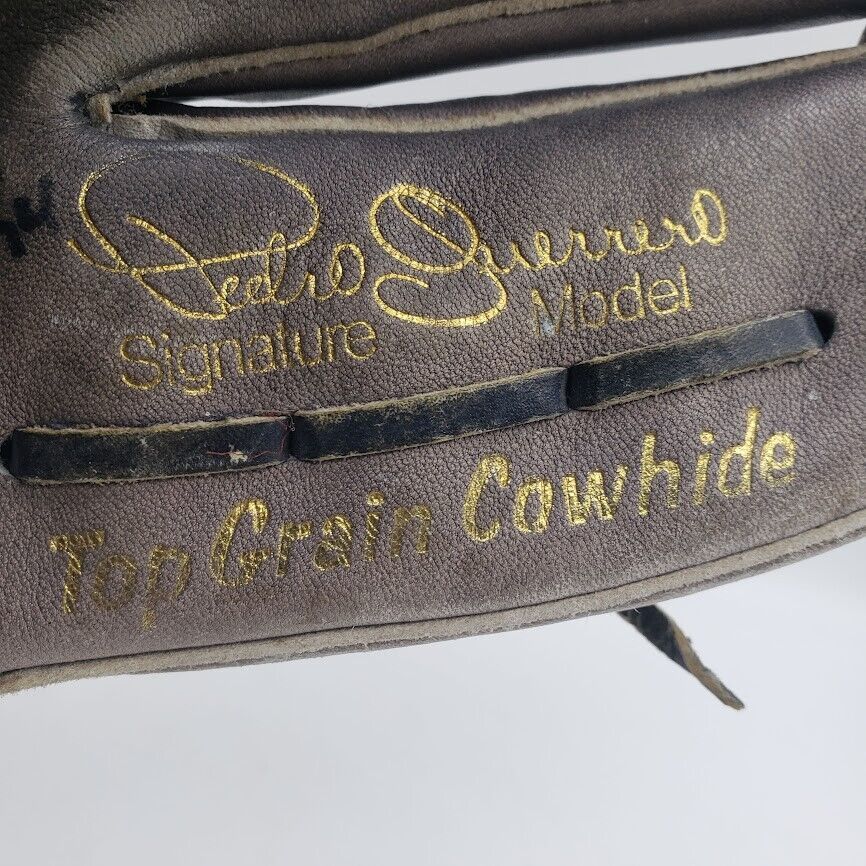 Pedro Guerrero
Signature Model
Top Grain Cowhide